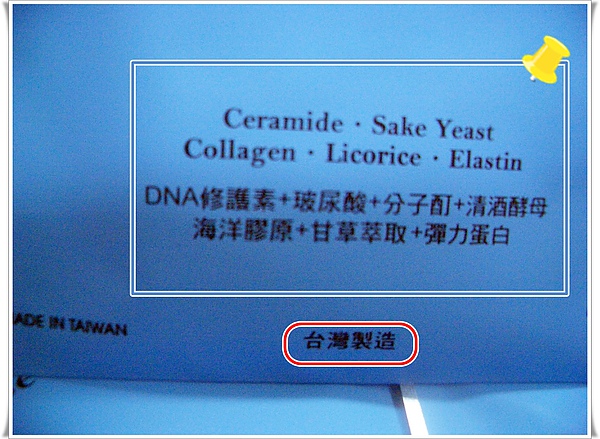 Ceramide · Sake Yeast
Collagen · Licorice · Elastin
DNA修護素+玻尿酸+分子酊+清酒酵母
海洋膠原+甘草萃取+彈力蛋白
ADE IN TAIWAN
台灣製造